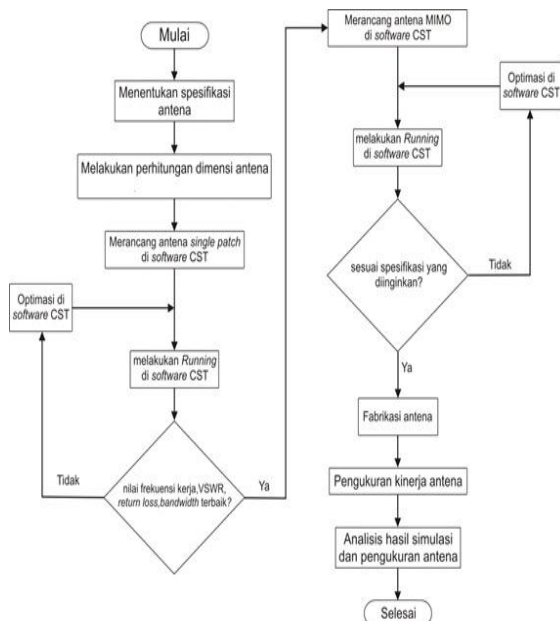 Mulai
Menentukan spesifikasi
antena
Melakukan perhitungan dimensi antena
Merancang antena single patch
di software CST
Optimasi di
software CST
melakukan Running
di software CST
Tidak
nilai frekuensi kerja,VSWR,
return loss,bandwidth terbaik?
Ya
Merancang antena MIMO
di software CST
Optimasi di
software CST
melakukan Running
di software CST
sesuai spesifikasi yang
diinginkan?
Tidak
Ya
Fabrikasi antena
Pengukuran kinerja antena
Analisis hasil simulasi
dan pengukuran antena
Selesai